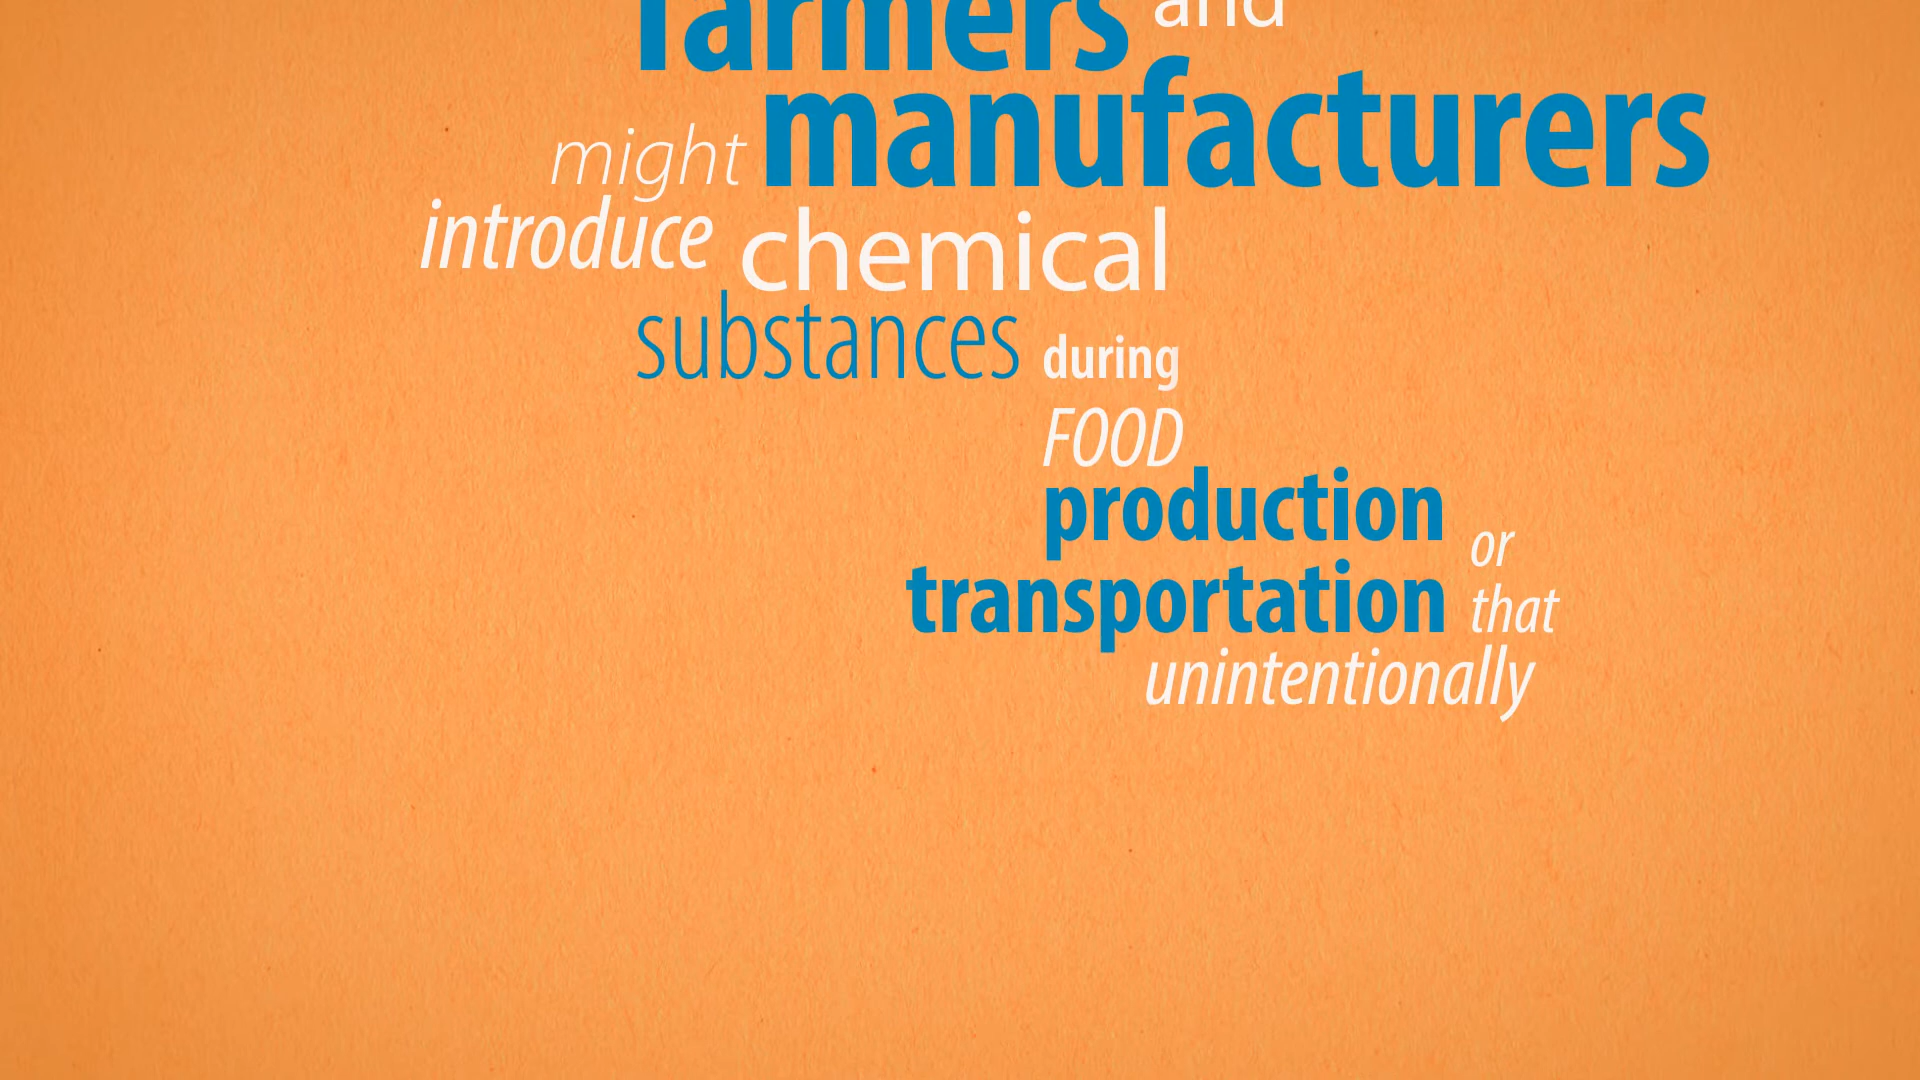 farmers and
might manufacturers
introduce chemical
substances during
FOOD
production or
transportation that
unintentionally